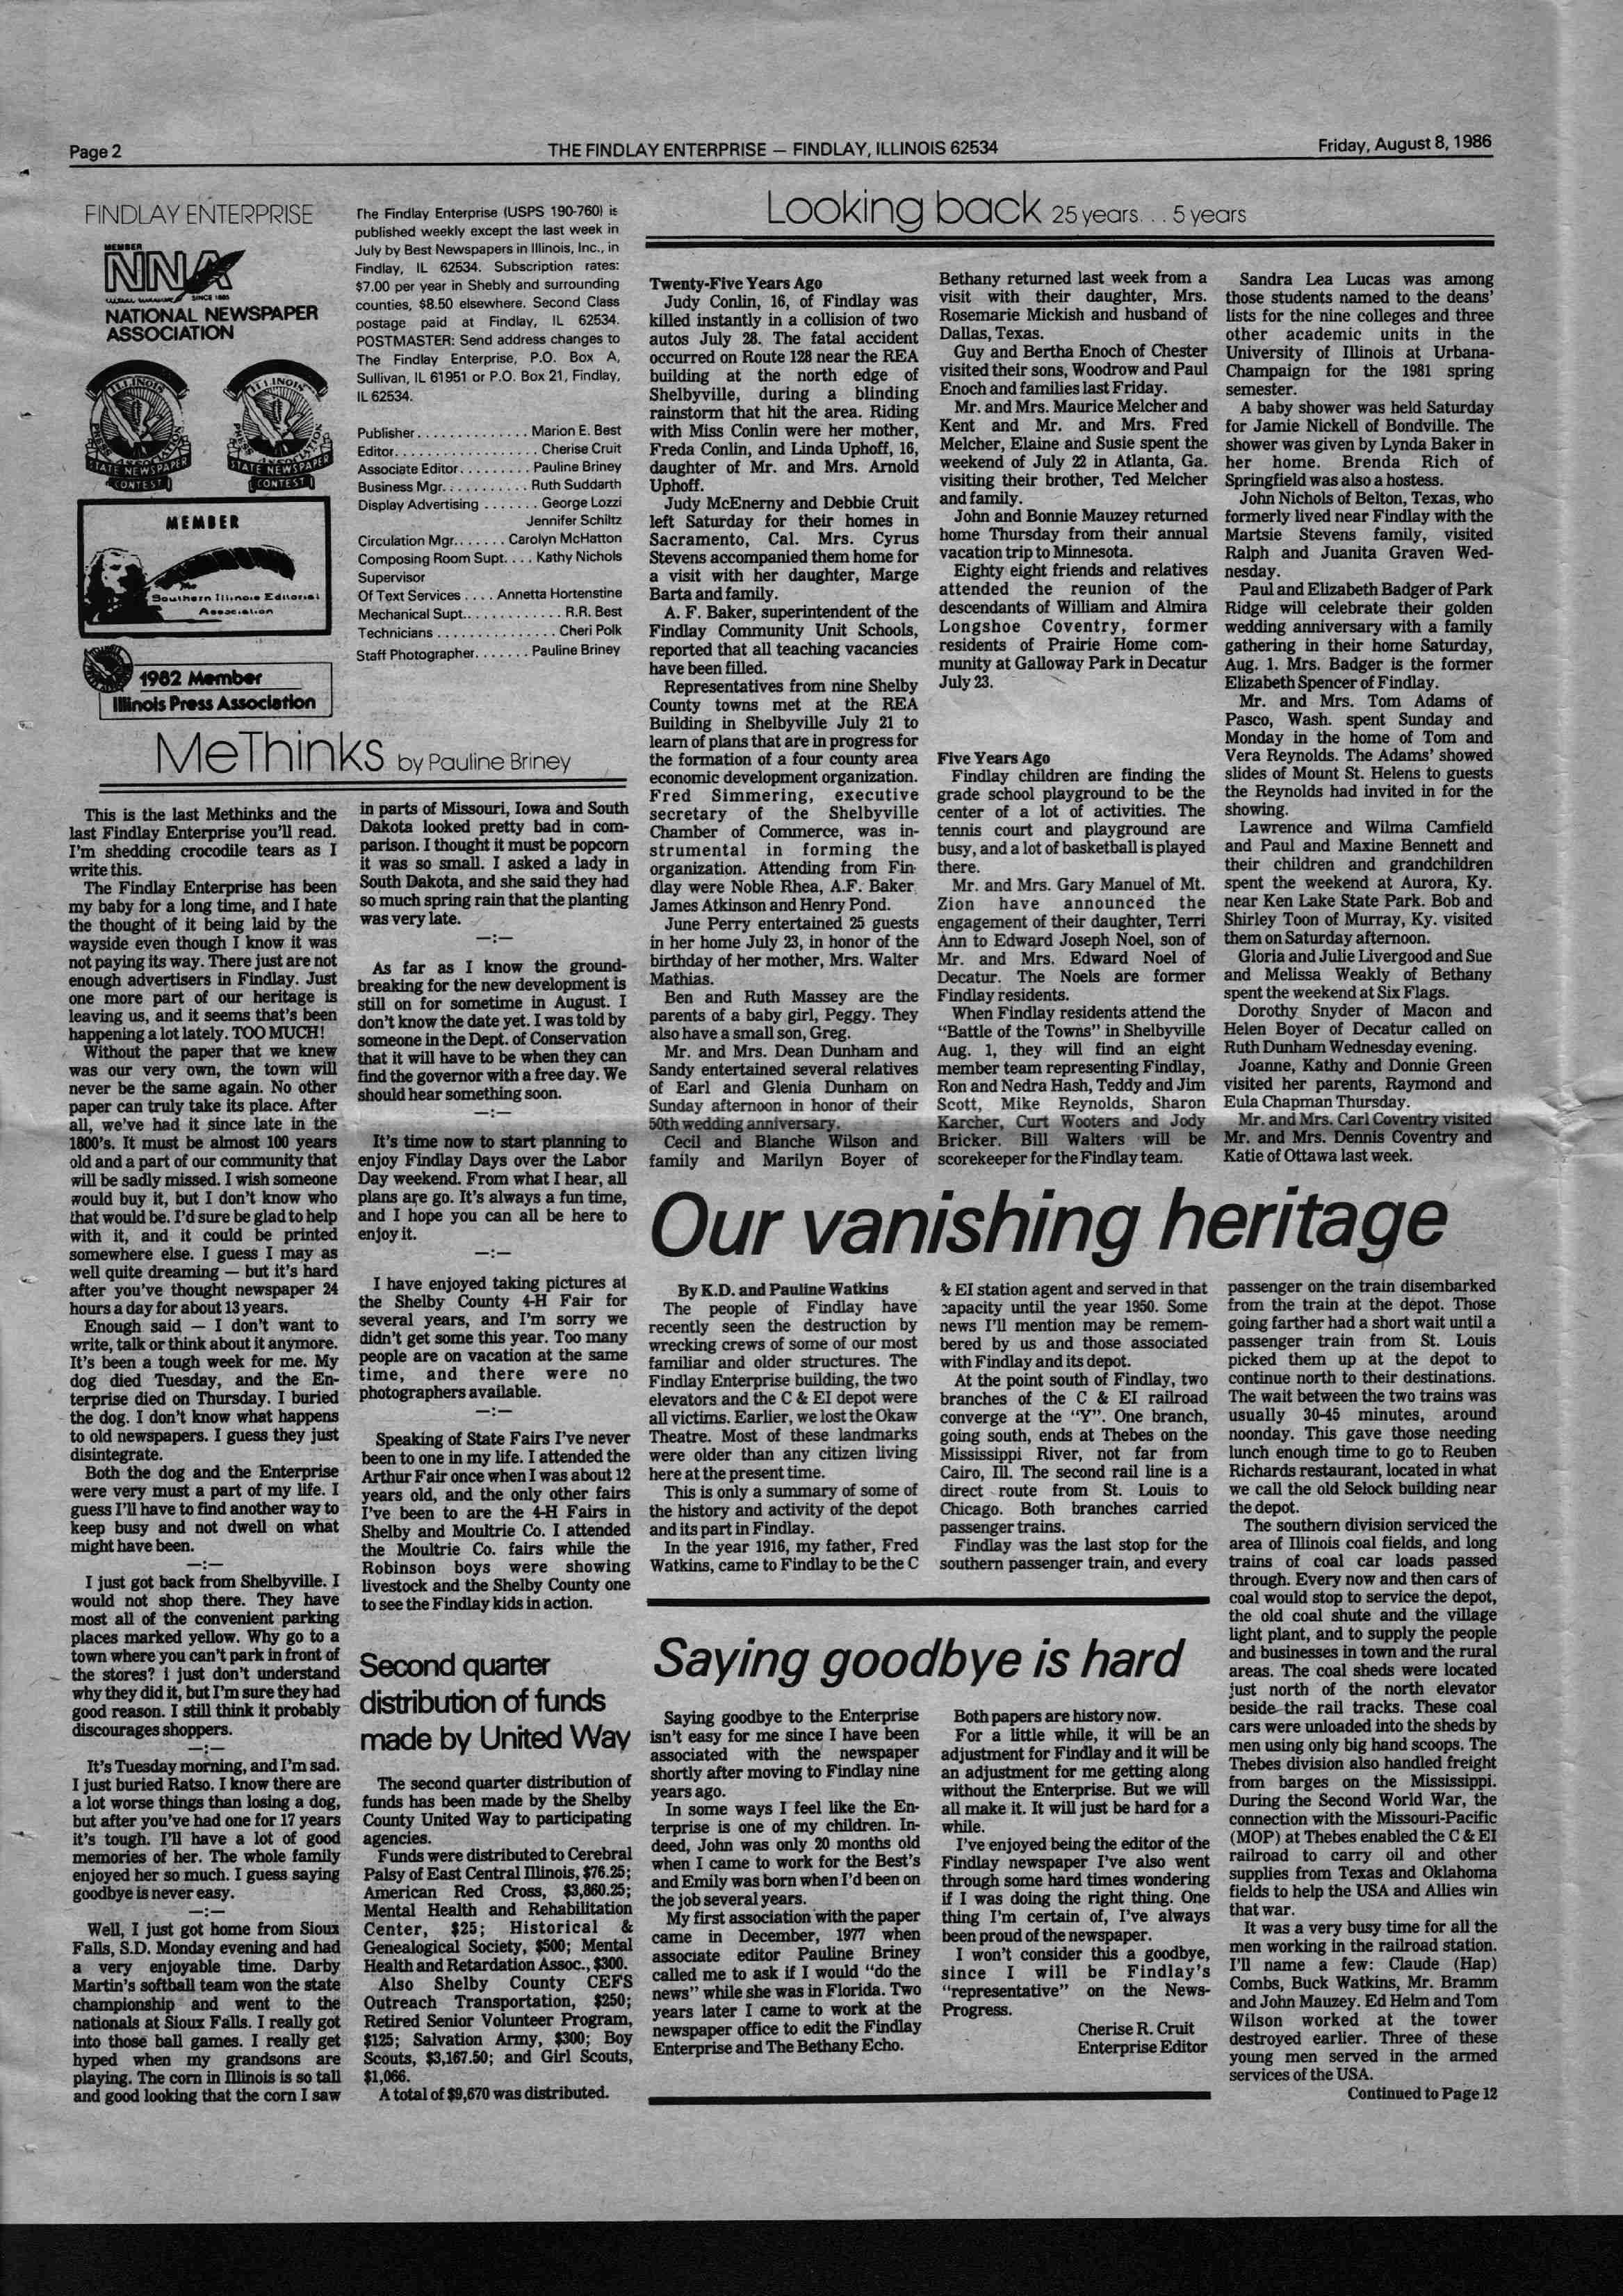 Page 2
THE FINDLAY ENTERPRISE — FINDLAY, ILLINOIS 62534
Friday, August 8, 1986
FINDLAY ENTERPRISE
MEMBER
NNA
SINCE 1885
NATIONAL NEWSPAPER
ASSOCIATION
ILLINOIS
PRESS ASSOCIATION
STATE NEWSPAPER
CONTEST
ILLINOIS
PRESS ASSOCIATION
STATE NEWSPAPER
CONTEST
MEMBER
The
Southern Illinois Editorial
Association
1982 Member
Illinois Press Association
The Findlay Enterprise (USPS 190-760) is
published weekly except the last week in
July by Best Newspapers in Illinois, Inc., in
Findlay, IL 62534. Subscription rates:
$7.00 per year in Shebly and surrounding
counties, $8.50 elsewhere. Second Class
postage paid at Findlay, IL 62534.
POSTMASTER: Send address changes to
The Findlay Enterprise, P.O. Box A,
Sullivan, IL 61951 or P.O. Box 21, Findlay,
IL 62534.
Publisher. . . . . . . . . . . . . . Marion E. Best
Editor. . . . . . . . . . . . . . . . . . Cherise Cruit
Associate Editor. . . . . . . . . Pauline Briney
Business Mgr. . . . . . . . . . . Ruth Suddarth
Display Advertising . . . . . . . George Lozzi
Jennifer Schiltz
Circulation Mgr. . . . . . . Carolyn McHatton
Composing Room Supt. . . . Kathy Nichols
Supervisor
Of Text Services . . . . Annetta Hortenstine
Mechanical Supt. . . . . . . . . . . . . R.R. Best
Technicians . . . . . . . . . . . . . . . Cheri Polk
Staff Photographer. . . . . . . Pauline Briney
MeThinks by Pauline Briney
This is the last Methinks and the
last Findlay Enterprise you'll read.
I'm shedding crocodile tears as I
write this.
The Findlay Enterprise has been
my baby for a long time, and I hate
the thought of it being laid by the
wayside even though I know it was
not paying its way. There just are not
enough advertisers in Findlay. Just
one more part of our heritage is
leaving us, and it seems that's been
happening a lot lately. TOO MUCH!
Without the paper that we knew
was our very own, the town will
never be the same again. No other
paper can truly take its place. After
all, we've had it since late in the
1800's. It must be almost 100 years
old and a part of our community that
will be sadly missed. I wish someone
would buy it, but I don't know who
that would be. I'd sure be glad to help
with it, and it could be printed
somewhere else. I guess I may as
well quite dreaming — but it's hard
after you've thought newspaper 24
hours a day for about 13 years.
Enough said — I don't want to
write, talk or think about it anymore.
It's been a tough week for me. My
dog died Tuesday, and the En-
terprise died on Thursday. I buried
the dog. I don't know what happens
to old newspapers. I guess they just
disintegrate.
Both the dog and the Enterprise
were very must a part of my life. I
guess I'll have to find another way to
keep busy and not dwell on what
might have been.
—:—
I just got back from Shelbyville. I
would not shop there. They have
most all of the convenient parking
places marked yellow. Why go to a
town where you can't park in front of
the stores? i just don't understand
why they did it, but I'm sure they had
good reason. I still think it probably
discourages shoppers.
—:—
It's Tuesday morning, and I'm sad.
I just buried Ratso. I know there are
a lot worse things than losing a dog,
but after you've had one for 17 years
it's tough. I'll have a lot of good
memories of her. The whole family
enjoyed her so much. I guess saying
goodbye is never easy.
—:—
Well, I just got home from Sioux
Falls, S.D. Monday evening and had
a very enjoyable time. Darby
Martin's softball team won the state
championship and went to the
nationals at Sioux Falls. I really got
into those ball games. I really get
hyped when my grandsons are
playing. The corn in Illinois is so tall
and good looking that the corn I saw
in parts of Missouri, Iowa and South
Dakota looked pretty bad in com-
parison. I thought it must be popcorn
it was so small. I asked a lady in
South Dakota, and she said they had
so much spring rain that the planting
was very late.
—:—
As far as I know the ground-
breaking for the new development is
still on for sometime in August. I
don't know the date yet. I was told by
someone in the Dept. of Conservation
that it will have to be when they can
find the governor with a free day. We
should hear something soon.
—:—
It's time now to start planning to
enjoy Findlay Days over the Labor
Day weekend. From what I hear, all
plans are go. It's always a fun time,
and I hope you can all be here to
enjoy it.
—:—
I have enjoyed taking pictures at
the Shelby County 4-H Fair for
several years, and I'm sorry we
didn't get some this year. Too many
people are on vacation at the same
time, and there were no
photographers available.
—:—
Speaking of State Fairs I've never
been to one in my life. I attended the
Arthur Fair once when I was about 12
years old, and the only other fairs
I've been to are the 4-H Fairs in
Shelby and Moultrie Co. I attended
the Moultrie Co. fairs while the
Robinson boys were showing
livestock and the Shelby County one
to see the Findlay kids in action.
Second quarter
distribution of funds
made by United Way
The second quarter distribution of
funds has been made by the Shelby
County United Way to participating
agencies.
Funds were distributed to Cerebral
Palsy of East Central Illinois, $76.25;
American Red Cross, $3,860.25;
Mental Health and Rehabilitation
Center, $25; Historical &
Genealogical Society, $500; Mental
Health and Retardation Assoc., $300.
Also Shelby County CEFS
Outreach Transportation, $250;
Retired Senior Volunteer Program,
$125; Salvation Army, $300; Boy
Scouts, $3,167.50; and Girl Scouts,
$1,066.
A total of $9,670 was distributed.
Looking back 25 years. . . 5 years
Twenty-Five Years Ago
Judy Conlin, 16, of Findlay was
killed instantly in a collision of two
autos July 28. The fatal accident
occurred on Route 128 near the REA
building at the north edge of
Shelbyville, during a blinding
rainstorm that hit the area. Riding
with Miss Conlin were her mother,
Freda Conlin, and Linda Uphoff, 16,
daughter of Mr. and Mrs. Arnold
Uphoff.
Judy McEnerny and Debbie Cruit
left Saturday for their homes in
Sacramento, Cal. Mrs. Cyrus
Stevens accompanied them home for
a visit with her daughter, Marge
Barta and family.
A. F. Baker, superintendent of the
Findlay Community Unit Schools,
reported that all teaching vacancies
have been filled.
Representatives from nine Shelby
County towns met at the REA
Building in Shelbyville July 21 to
learn of plans that are in progress for
the formation of a four county area
economic development organization.
Fred Simmering, executive
secretary of the Shelbyville
Chamber of Commerce, was in-
strumental in forming the
organization. Attending from Fin-
dlay were Noble Rhea, A.F. Baker
James Atkinson and Henry Pond.
June Perry entertained 25 guests
in her home July 23, in honor of the
birthday of her mother, Mrs. Walter
Mathias.
Ben and Ruth Massey are the
parents of a baby girl, Peggy. They
also have a small son, Greg.
Mr. and Mrs. Dean Dunham and
Sandy entertained several relatives
of Earl and Glenia Dunham on
Sunday afternoon in honor of their
50th wedding anniversary.
Cecil and Blanche Wilson and
family and Marilyn Boyer of
Bethany returned last week from a
visit with their daughter, Mrs.
Rosemarie Mickish and husband of
Dallas, Texas.
Guy and Bertha Enoch of Chester
visited their sons, Woodrow and Paul
Enoch and families last Friday.
Mr. and Mrs. Maurice Melcher and
Kent and Mr. and Mrs. Fred
Melcher, Elaine and Susie spent the
weekend of July 22 in Atlanta, Ga.
visiting their brother, Ted Melcher
and family.
John and Bonnie Mauzey returned
home Thursday from their annual
vacation trip to Minnesota.
Eighty eight friends and relatives
attended the reunion of the
descendants of William and Almira
Longshoe Coventry, former
residents of Prairie Home com-
munity at Galloway Park in Decatur
July 23.
Five Years Ago
Findlay children are finding the
grade school playground to be the
center of a lot of activities. The
tennis court and playground are
busy, and a lot of basketball is played
there.
Mr. and Mrs. Gary Manuel of Mt.
Zion have announced the
engagement of their daughter, Terri
Ann to Edward Joseph Noel, son of
Mr. and Mrs. Edward Noel of
Decatur. The Noels are former
Findlay residents.
When Findlay residents attend the
"Battle of the Towns" in Shelbyville
Aug. 1, they will find an eight
member team representing Findlay,
Ron and Nedra Hash, Teddy and Jim
Scott, Mike Reynolds, Sharon
Karcher, Curt Wooters and Jody
Bricker. Bill Walters will be
scorekeeper for the Findlay team.
Sandra Lea Lucas was among
those students named to the deans'
lists for the nine colleges and three
other academic units in the
University of Illinois at Urbana-
Champaign for the 1981 spring
semester.
A baby shower was held Saturday
for Jamie Nickell of Bondville. The
shower was given by Lynda Baker in
her home. Brenda Rich of
Springfield was also a hostess.
John Nichols of Belton, Texas, who
formerly lived near Findlay with the
Martsie Stevens family, visited
Ralph and Juanita Graven Wed-
nesday.
Paul and Elizabeth Badger of Park
Ridge will celebrate their golden
wedding anniversary with a family
gathering in their home Saturday,
Aug. 1. Mrs. Badger is the former
Elizabeth Spencer of Findlay.
Mr. and Mrs. Tom Adams of
Pasco, Wash. spent Sunday and
Monday in the home of Tom and
Vera Reynolds. The Adams' showed
slides of Mount St. Helens to guests
the Reynolds had invited in for the
showing.
Lawrence and Wilma Camfield
and Paul and Maxine Bennett and
their children and grandchildren
spent the weekend at Aurora, Ky.
near Ken Lake State Park. Bob and
Shirley Toon of Murray, Ky. visited
them on Saturday afternoon.
Gloria and Julie Livergood and Sue
and Melissa Weakly of Bethany
spent the weekend at Six Flags.
Dorothy Snyder of Macon and
Helen Boyer of Decatur called on
Ruth Dunham Wednesday evening.
Joanne, Kathy and Donnie Green
visited her parents, Raymond and
Eula Chapman Thursday.
Mr. and Mrs. Carl Coventry visited
Mr. and Mrs. Dennis Coventry and
Katie of Ottawa last week.
Our vanishing heritage
By K.D. and Pauline Watkins
The people of Findlay have
recently seen the destruction by
wrecking crews of some of our most
familiar and older structures. The
Findlay Enterprise building, the two
elevators and the C & EI depot were
all victims. Earlier, we lost the Okaw
Theatre. Most of these landmarks
were older than any citizen living
here at the present time.
This is only a summary of some of
the history and activity of the depot
and its part in Findlay.
In the year 1916, my father, Fred
Watkins, came to Findlay to be the C
& EI station agent and served in that
capacity until the year 1950. Some
news I'll mention may be remem-
bered by us and those associated
with Findlay and its depot.
At the point south of Findlay, two
branches of the C & EI railroad
converge at the "Y". One branch,
going south, ends at Thebes on the
Mississippi River, not far from
Cairo, Ill. The second rail line is a
direct route from St. Louis to
Chicago. Both branches carried
passenger trains.
Findlay was the last stop for the
southern passenger train, and every
passenger on the train disembarked
from the train at the depot. Those
going farther had a short wait until a
passenger train from St. Louis
picked them up at the depot to
continue north to their destinations.
The wait between the two trains was
usually 30-45 minutes, around
noonday. This gave those needing
lunch enough time to go to Reuben
Richards restaurant, located in what
we call the old Selock building near
the depot.
The southern division serviced the
area of Illinois coal fields, and long
trains of coal car loads passed
through. Every now and then cars of
coal would stop to service the depot,
the old coal shute and the village
light plant, and to supply the people
and businesses in town and the rural
areas. The coal sheds were located
just north of the north elevator
beside the rail tracks. These coal
cars were unloaded into the sheds by
men using only big hand scoops. The
Thebes division also handled freight
from barges on the Mississippi.
During the Second World War, the
connection with the Missouri-Pacific
(MOP) at Thebes enabled the C & EI
railroad to carry oil and other
supplies from Texas and Oklahoma
fields to help the USA and Allies win
that war.
It was a very busy time for all the
men working in the railroad station.
I'll name a few: Claude (Hap)
Combs, Buck Watkins, Mr. Bramm
and John Mauzey. Ed Helm and Tom
Wilson worked at the tower
destroyed earlier. Three of these
young men served in the armed
services of the USA.
Continued to Page 12
Saying goodbye is hard
Saying goodbye to the Enterprise
isn't easy for me since I have been
associated with the newspaper
shortly after moving to Findlay nine
years ago.
In some ways I feel like the En-
terprise is one of my children. In-
deed, John was only 20 months old
when I came to work for the Best's
and Emily was born when I'd been on
the job several years.
My first association with the paper
came in December, 1977 when
associate editor Pauline Briney
called me to ask if I would "do the
news" while she was in Florida. Two
years later I came to work at the
newspaper office to edit the Findlay
Enterprise and The Bethany Echo.
Both papers are history now.
For a little while, it will be an
adjustment for Findlay and it will be
an adjustment for me getting along
without the Enterprise. But we will
all make it. It will just be hard for a
while.
I've enjoyed being the editor of the
Findlay newspaper I've also went
through some hard times wondering
if I was doing the right thing. One
thing I'm certain of, I've always
been proud of the newspaper.
I won't consider this a goodbye,
since I will be Findlay's
"representative" on the News-
Progress.
Cherise R. Cruit
Enterprise Editor